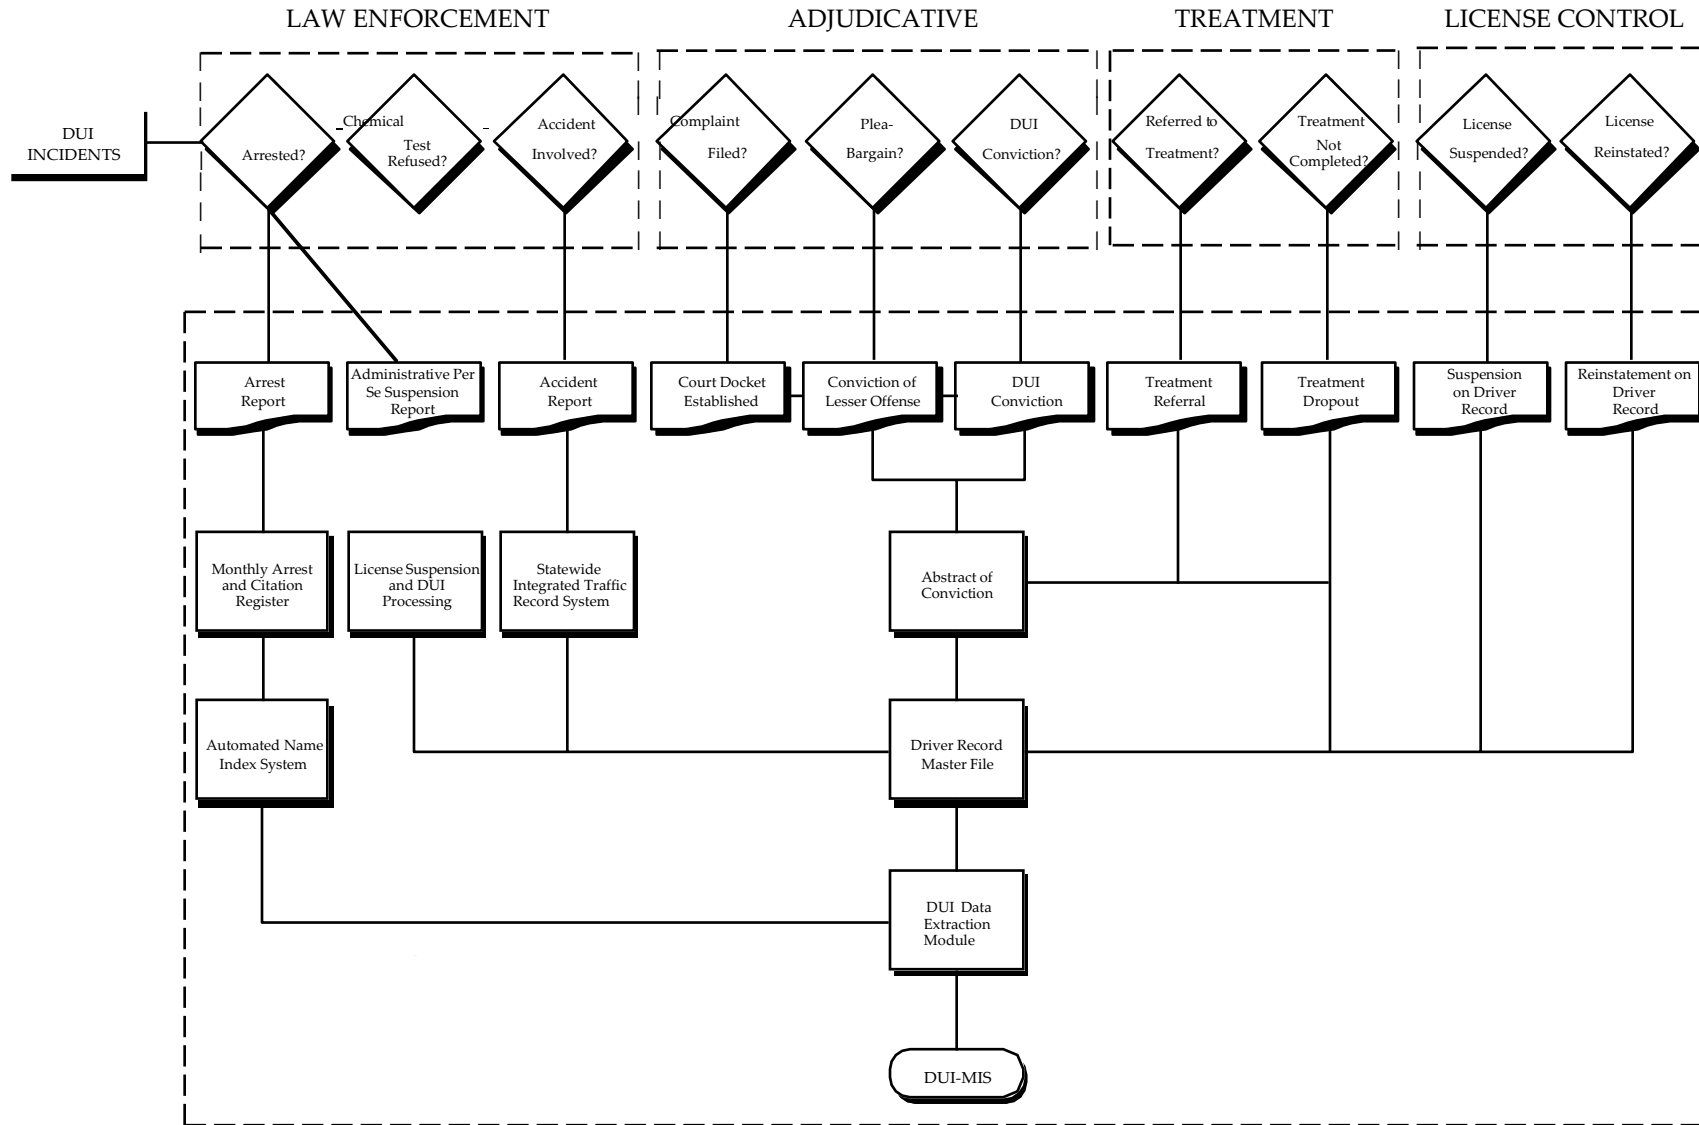 LAW ENFORCEMENT
ADJUDICATIVE
TREATMENT
LICENSE CONTROL
DUI
INCIDENTS
Arrested?
Chemical
Test
Refused?
Accident
Involved?
Complaint
Filed?
Plea-
Bargain?
DUI
Conviction?
Referred to
Treatment?
Treatment
Not
Completed?
License
Suspended?
License
Reinstated?
Arrest
Report
Administrative Per
Se Suspension
Report
Accident
Report
Court Docket
Established
Conviction of
Lesser Offense
DUI
Conviction
Treatment
Referral
Treatment
Dropout
Suspension
on Driver
Record
Reinstatement on
Driver
Record
Monthly Arrest
and Citation
Register
License Suspension
and DUI
Processing
Statewide
Integrated Traffic
Record System
Abstract of
Conviction
Automated Name
Index System
Driver Record
Master File
DUI Data
Extraction
Module
DUI-MIS